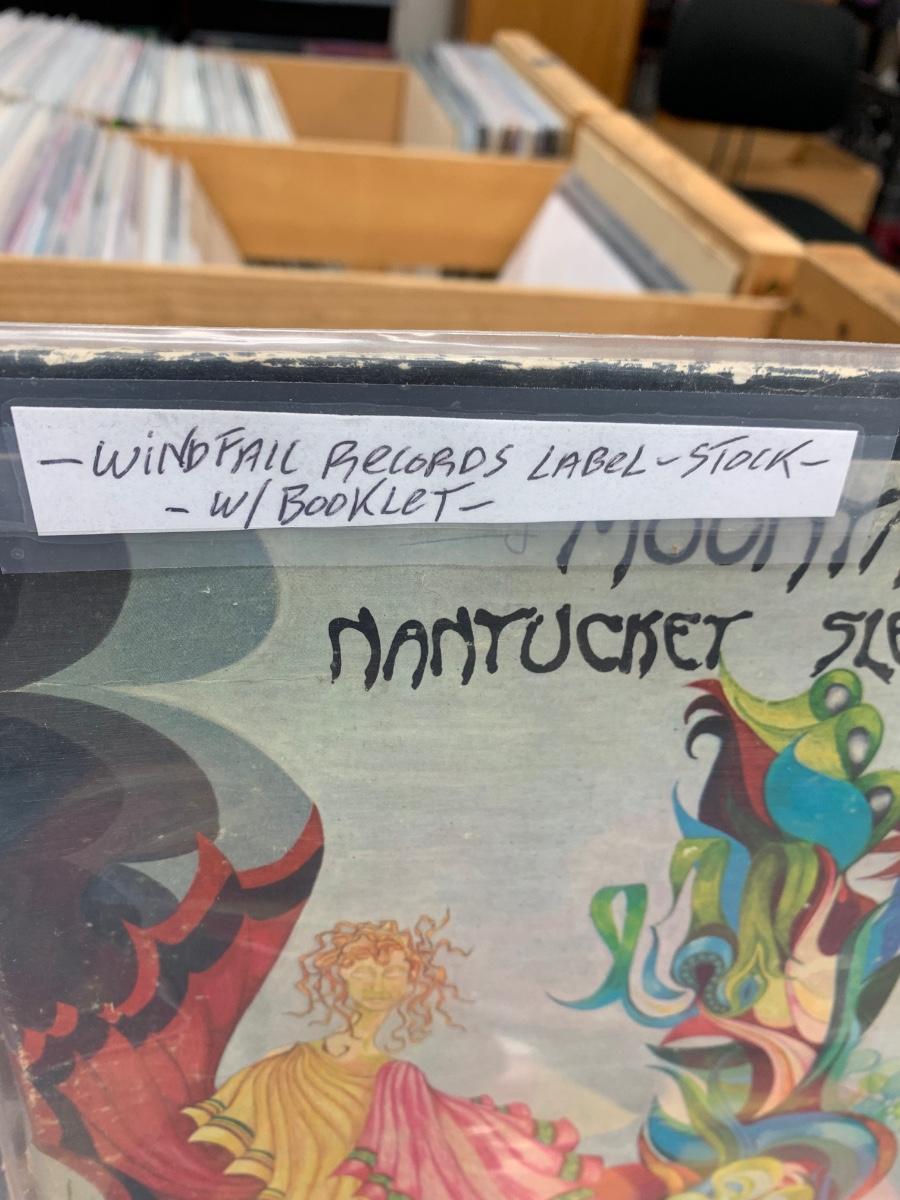 -WINDFALL RECORDS LABEL-STOCK-
- W/ BOOKLET-
NANTUCKET